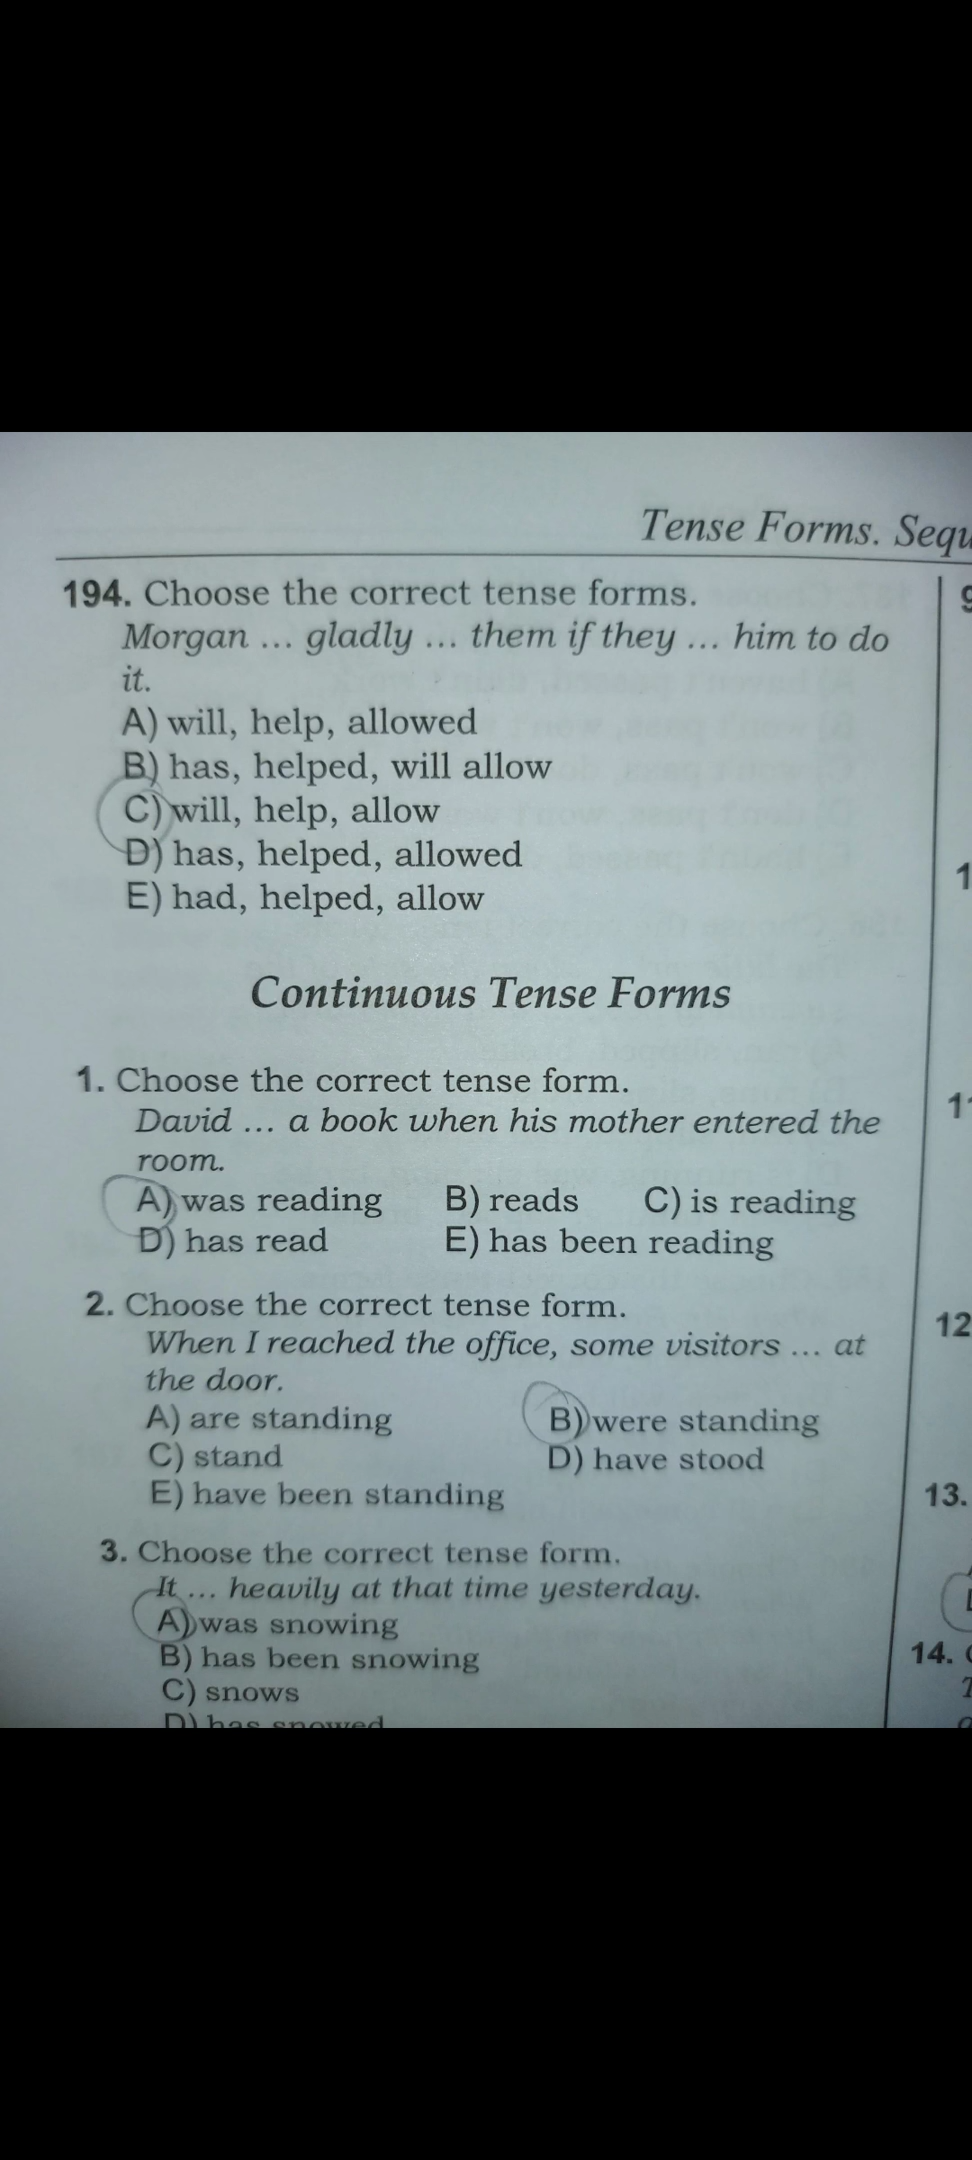 Tense Forms. Sequ
194. Choose the correct tense forms.
Morgan ... gladly ... them if they ... him to do
it.
A) will, help, allowed
B) has, helped, will allow
C) will, help, allow
D) has, helped, allowed
E) had, helped, allow
Continuous Tense Forms
1. Choose the correct tense form.
David ... a book when his mother entered the
room.
A) was reading B) reads C) is reading
D) has read E) has been reading
2. Choose the correct tense form.
When I reached the office, some visitors ... at
the door.
A) are standing B) were standing
C) stand D) have stood
E) have been standing
3. Choose the correct tense form.
It ... heavily at that time yesterday.
A) was snowing
B) has been snowing
C) snows
D) has snowed
12
13.
14.